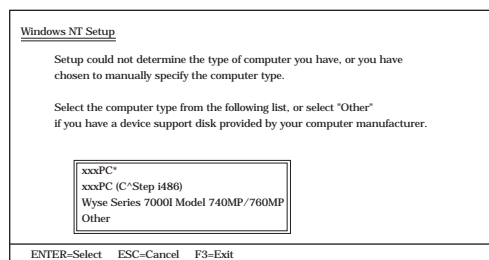 Windows NT Setup
Setup could not determine the type of computer you have, or you have
chosen to manually specify the computer type.
Select the computer type from the following list, or select "Other"
if you have a device support disk provided by your computer manufacturer.
xxxPC*
xxxPC (C^Step i486)
Wyse Series 7000I Model 740MP/760MP
Other
ENTER=Select ESC=Cancel F3=Exit